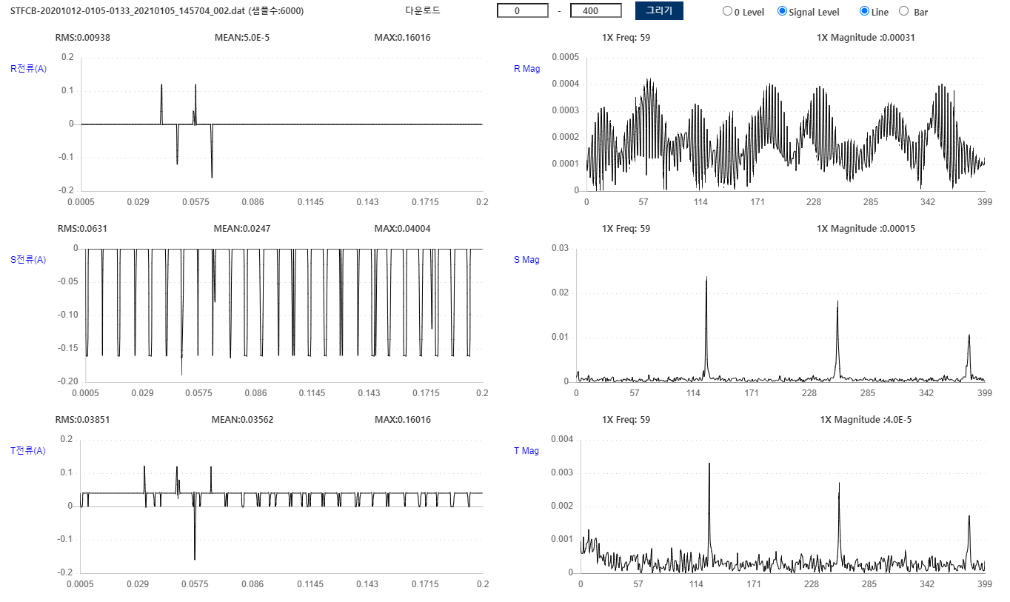 STFCB-20201012-0105-0133_20210105_145704_002.dat (샘플수:6000) 다운로드 0 - 400 그리기 0 Level Signal Level Line Bar
RMS:0.00938 MEAN:5.0E-5 MAX:0.16016
R전류(A)
0.2
0.1
0
-0.1
-0.2
0.0005 0.029 0.0575 0.086 0.1145 0.143 0.1715 0.2
1X Freq: 59 1X Magnitude :0.00031
R Mag
0.0005
0.0004
0.0003
0.0002
0.0001
0
0 57 114 171 228 285 342 399
RMS:0.0631 MEAN:0.0247 MAX:0.04004
S전류(A)
0
-0.05
-0.10
-0.15
-0.20
0.0005 0.029 0.0575 0.086 0.1145 0.143 0.1715 0.2
1X Freq: 59 1X Magnitude :0.00015
S Mag
0.03
0.02
0.01
0
0 57 114 171 228 285 342 399
RMS:0.03851 MEAN:0.03562 MAX:0.16016
T전류(A)
0.2
0.1
0
-0.1
-0.2
0.0005 0.029 0.0575 0.086 0.1145 0.143 0.1715 0.2
1X Freq: 59 1X Magnitude :4.0E-5
T Mag
0.004
0.003
0.002
0.001
0
0 57 114 171 228 285 342 399